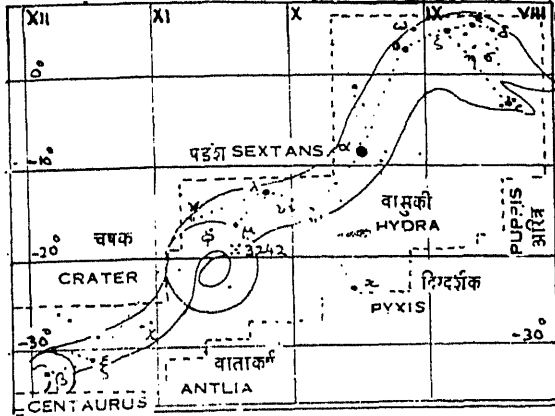 XII XI X IX VIII
ω ε δ
θ ξ η σ
0°
α
षडंश SEXTANS
-10°
λ
ν υ
वासुकी
HYDRA
PUPPIS
अरित्र
चषक
φ μ
-20°
3242
CRATER
α
दिग्दर्शक
PYXIS
χ
-30°
-30°
वाताकर्ष
β ξ
ANTLIA
CENTAURUS